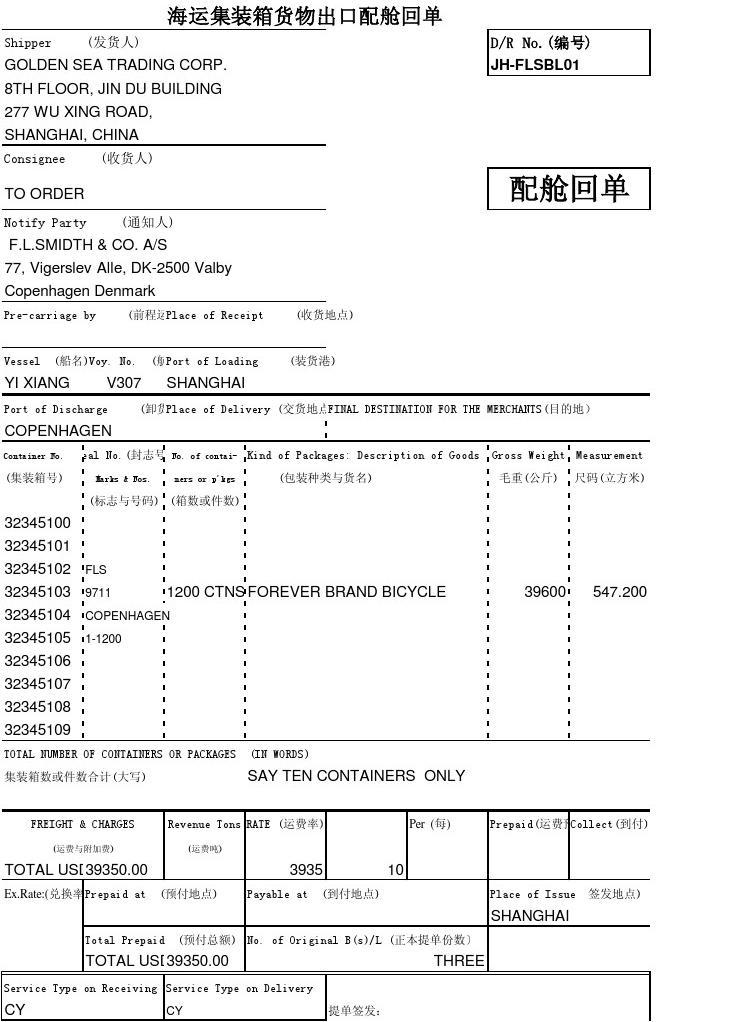 海运集装箱货物出口配舱回单
Shipper (发货人)
D/R No.(编号)
GOLDEN SEA TRADING CORP.
JH-FLSBL01
8TH FLOOR, JIN DU BUILDING
277 WU XING ROAD,
SHANGHAI, CHINA
Consignee (收货人)
配舱回单
TO ORDER
Notify Party (通知人)
F.L.SMIDTH & CO. A/S
77, Vigerslev Alle, DK-2500 Valby
Copenhagen Denmark
Pre-carriage by (前程运 Place of Receipt (收货地点)
Vessel (船名) Voy. No. (航 Port of Loading (装货港)
YI XIANG V307 SHANGHAI
Port of Discharge (卸货 Place of Delivery (交货地点 FINAL DESTINATION FOR THE MERCHANTS(目的地)
COPENHAGEN
Container No. eal No. (封志号 No. of contai- Kind of Packages: Description of Goods Gross Weight Measurement
(集装箱号) Marks & Nos. ners or p'kges (包装种类与货名) 毛重(公斤) 尺码(立方米)
(标志与号码) (箱数或件数)
32345100
32345101
32345102 FLS
32345103 9711 1200 CTNS FOREVER BRAND BICYCLE 39600 547.200
32345104 COPENHAGEN
32345105 1-1200
32345106
32345107
32345108
32345109
TOTAL NUMBER OF CONTAINERS OR PACKAGES (IN WORDS)
集装箱数或件数合计(大写) SAY TEN CONTAINERS ONLY
FREIGHT & CHARGES Revenue Tons RATE (运费率) Per (每) Prepaid(运费预 Collect(到付)
(运费与附加费) (运费吨)
TOTAL USD 39350.00 3935 10
Ex.Rate:(兑换率 Prepaid at (预付地点) Payable at (到付地点) Place of Issue 签发地点)
SHANGHAI
Total Prepaid (预付总额) No. of Original B(s)/L (正本提单份数)
TOTAL USD 39350.00 THREE
Service Type on Receiving Service Type on Delivery
CY CY 提单签发: